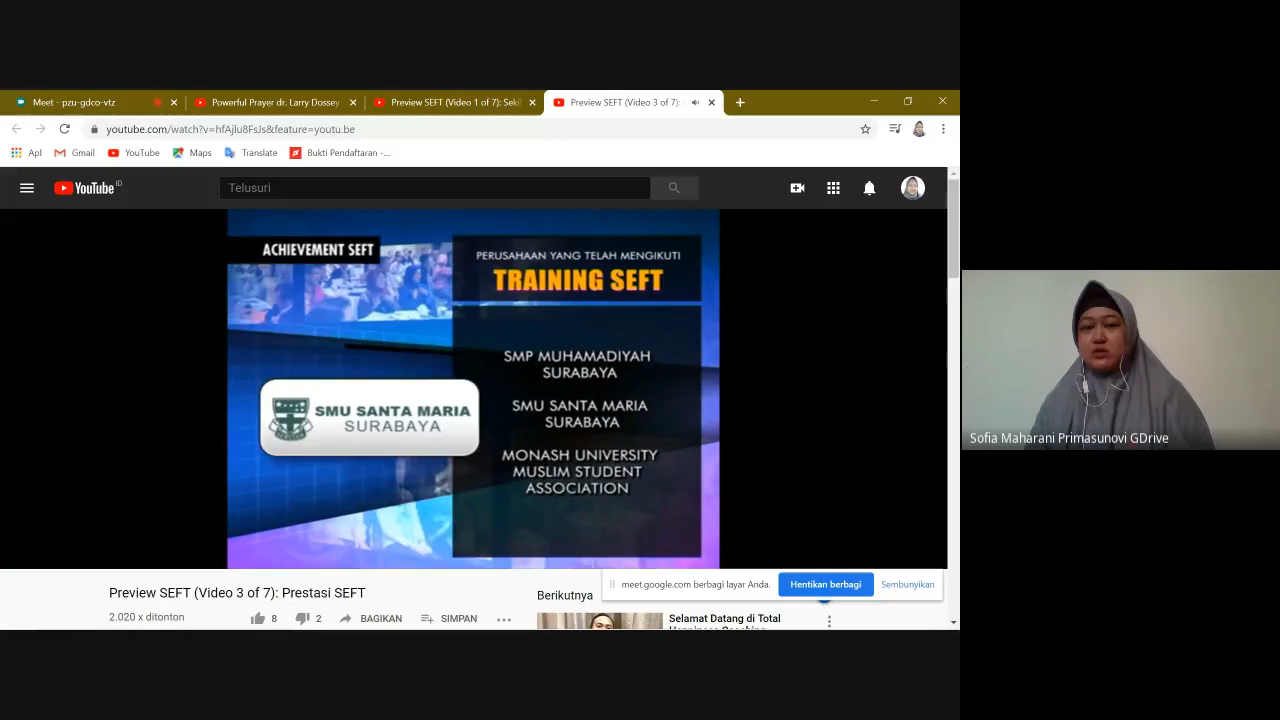 Meet - pzu-gdco-vtz
Powerful Prayer dr. Larry Dossey
Preview SEFT (Video 1 of 7): Seki
Preview SEFT (Video 3 of 7):
youtube.com/watch?v=hfAjlu8FsJs&feature=youtu.be
Apl
Gmail
YouTube
Maps
Translate
Bukti Pendaftaran -...
YouTube ID
Telusuri
ACHIEVEMENT SEFT
PERUSAHAAN YANG TELAH MENGIKUTI
TRAINING SEFT
SMP MUHAMADIYAH
SURABAYA
SMU SANTA MARIA
SURABAYA
SMU SANTA MARIA
SURABAYA
MONASH UNIVERSITY
MUSLIM STUDENT
ASSOCIATION
Sofia Maharani Primasunovi GDrive
meet.google.com berbagi layar Anda.
Hentikan berbagi
Sembunyikan
Preview SEFT (Video 3 of 7): Prestasi SEFT
Berikutnya
2.020 x ditonton
8
2
BAGIKAN
SIMPAN
Selamat Datang di Total
Happiness Coaching